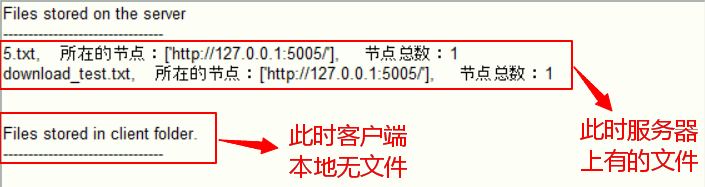 Files stored on the server
--------------------------------
5.txt, 所在的节点：['http://127.0.0.1:5005/'], 节点总数：1
download_test.txt, 所在的节点：['http://127.0.0.1:5005/'], 节点总数：1
Files stored in client folder.
--------------------------------
此时客户端
本地无文件
此时服务器
上有的文件